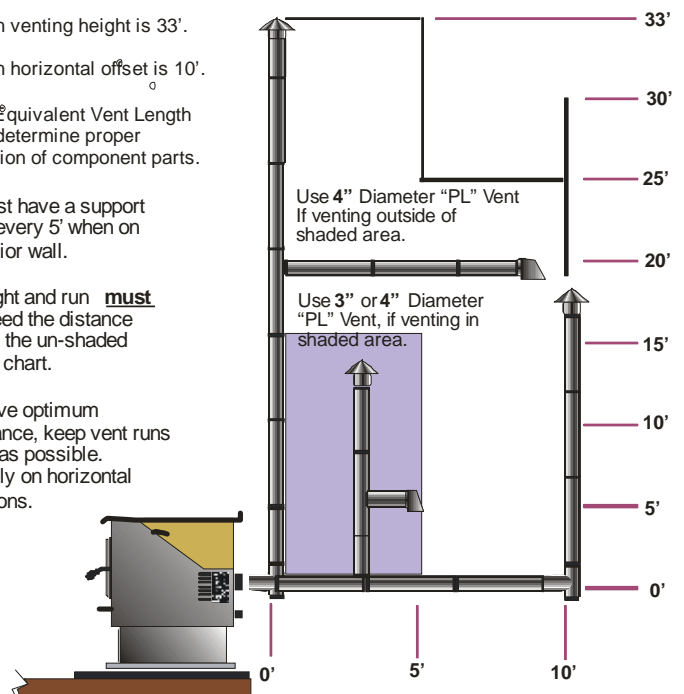 n venting height is 33’.
n horizontal offset is 10’.
Equivalent Vent Length
determine proper
ion of component parts.
st have a support
every 5’ when on
ior wall.
ght and run must
eed the distance
the un-shaded
chart.
ve optimum
ance, keep vent runs
as possible.
ly on horizontal
ons.
Use 4” Diameter “PL” Vent
If venting outside of
shaded area.
Use 3” or 4” Diameter
“PL” Vent, if venting in
shaded area.
33’
30’
25’
20’
15’
10’
5’
0’
0’
5’
10’